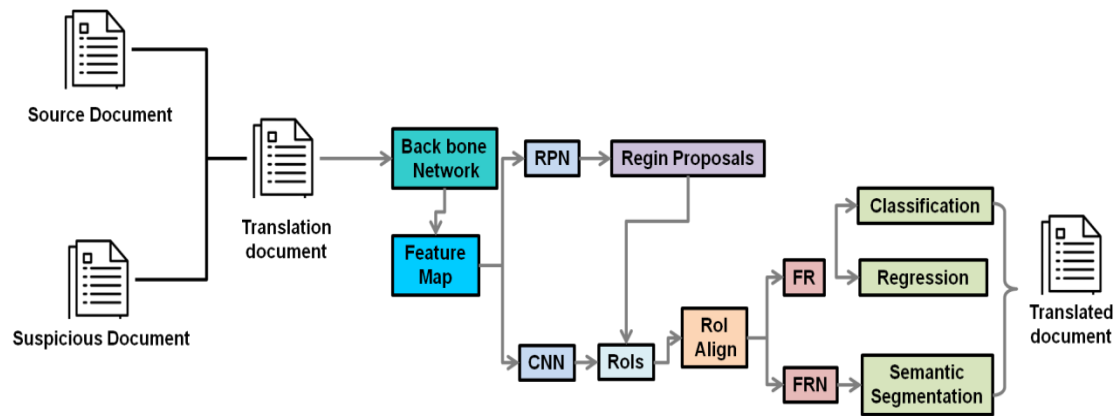 Source Document
Suspicious Document
Translation
document
Back bone
Network
Feature
Map
RPN
Regin Proposals
CNN
RoIs
RoI
Align
FR
FRN
Classification
Regression
Semantic
Segmentation
Translated
document